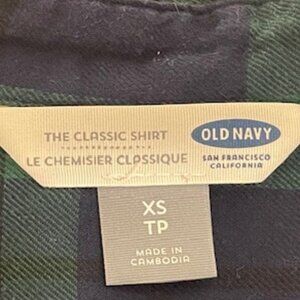 THE CLASSIC SHIRT
LE CHEMISIER CLASSIQUE
OLD NAVY
SAN FRANCISCO
CALIFORNIA
XS
TP
MADE IN
CAMBODIA